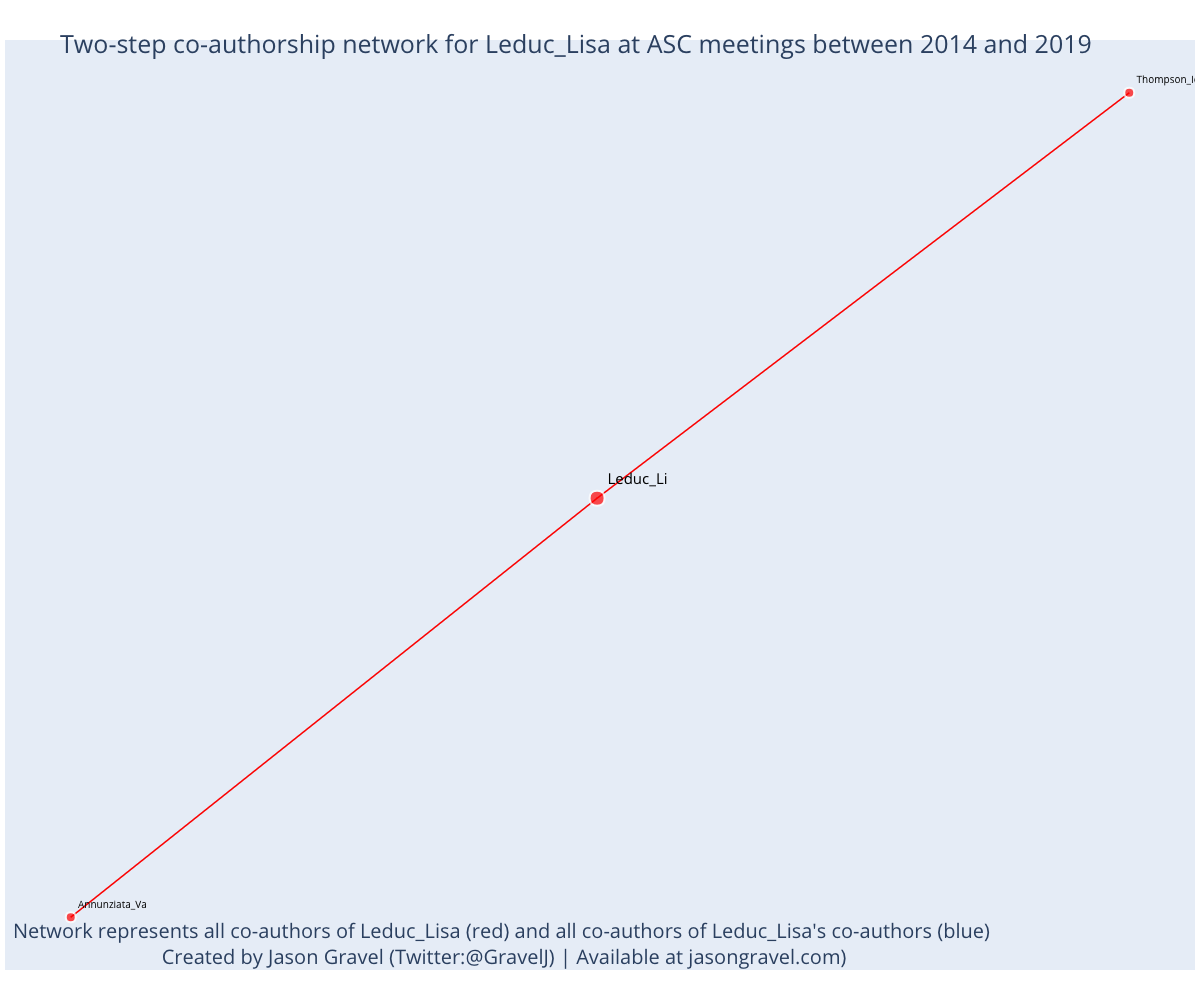 Two-step co-authorship network for Leduc_Lisa at ASC meetings between 2014 and 2019
Leduc_Li
Annunziata_Va
Network represents all co-authors of Leduc_Lisa (red) and all co-authors of Leduc_Lisa's co-authors (blue)
Created by Jason Gravel (Twitter:@GravelJ) | Available at jasongravel.com)